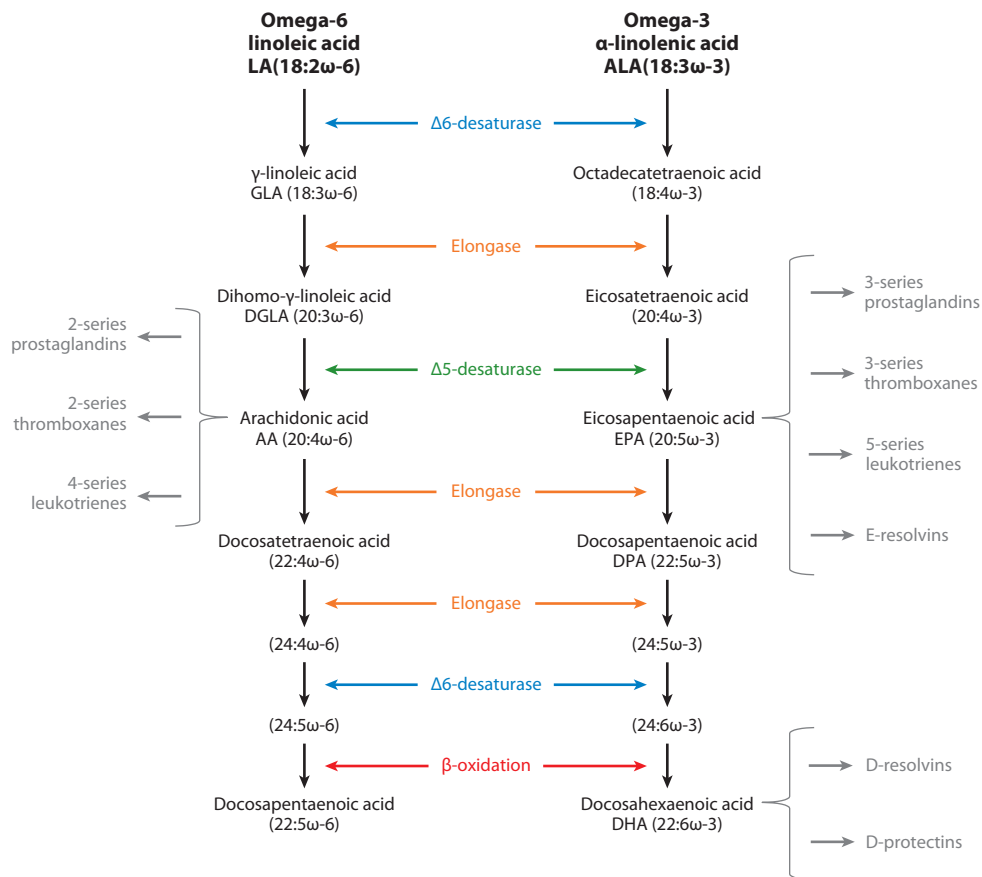 Omega-6
linoleic acid
LA(18:2ω-6)
Omega-3
α-linolenic acid
ALA(18:3ω-3)
Δ6-desaturase
γ-linoleic acid
GLA (18:3ω-6)
Octadecatetraenoic acid
(18:4ω-3)
Elongase
Dihomo-γ-linoleic acid
DGLA (20:3ω-6)
Eicosatetraenoic acid
(20:4ω-3)
2-series
prostaglandins
2-series
thromboxanes
4-series
leukotrienes
3-series
prostaglandins
3-series
thromboxanes
5-series
leukotrienes
E-resolvins
Δ5-desaturase
Arachidonic acid
AA (20:4ω-6)
Eicosapentaenoic acid
EPA (20:5ω-3)
Elongase
Docosatetraenoic acid
(22:4ω-6)
Docosapentaenoic acid
DPA (22:5ω-3)
Elongase
(24:4ω-6)
(24:5ω-3)
Δ6-desaturase
(24:5ω-6)
(24:6ω-3)
β-oxidation
Docosapentaenoic acid
(22:5ω-6)
Docosahexaenoic acid
DHA (22:6ω-3)
D-resolvins
D-protectins